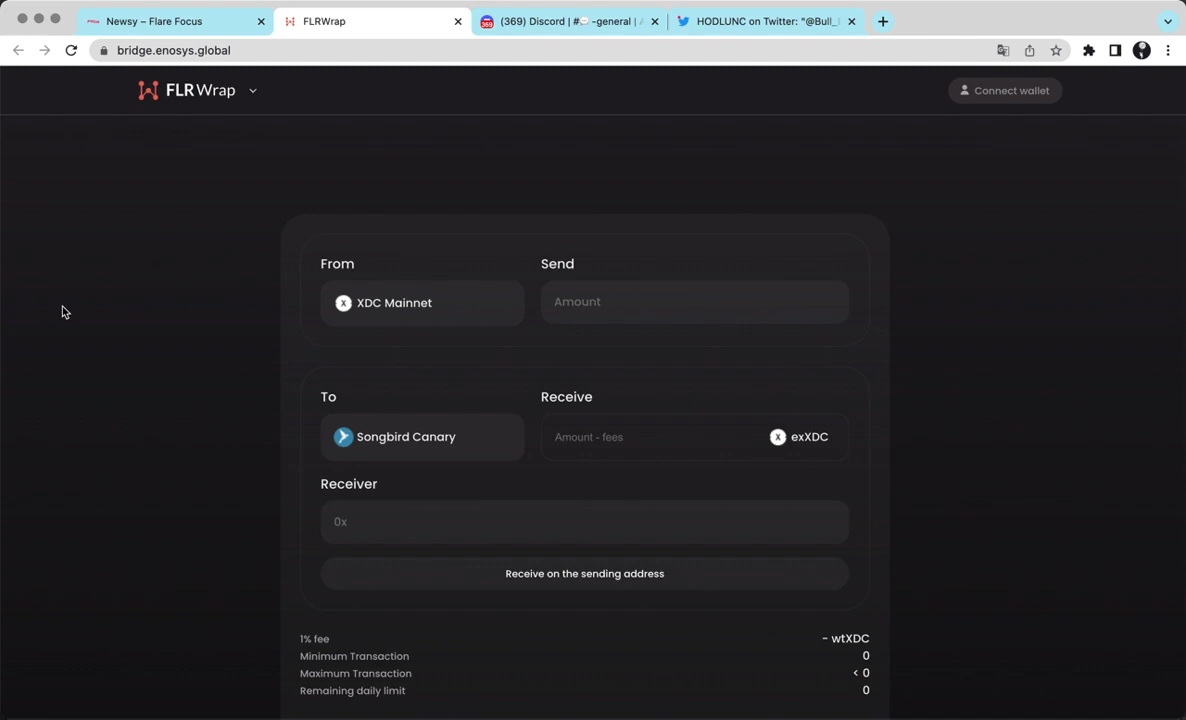 Newsy – Flare Focus
FLRWrap
(369) Discord | #💬-general | 
HODLUNC on Twitter: "@Bull_
bridge.enosys.global
FLRWrap
Connect wallet
From
Send
XDC Mainnet
Amount
To
Receive
Songbird Canary
Amount - fees
exXDC
Receiver
0x
Receive on the sending address
1% fee
- wtXDC
Minimum Transaction
0
Maximum Transaction
< 0
Remaining daily limit
0